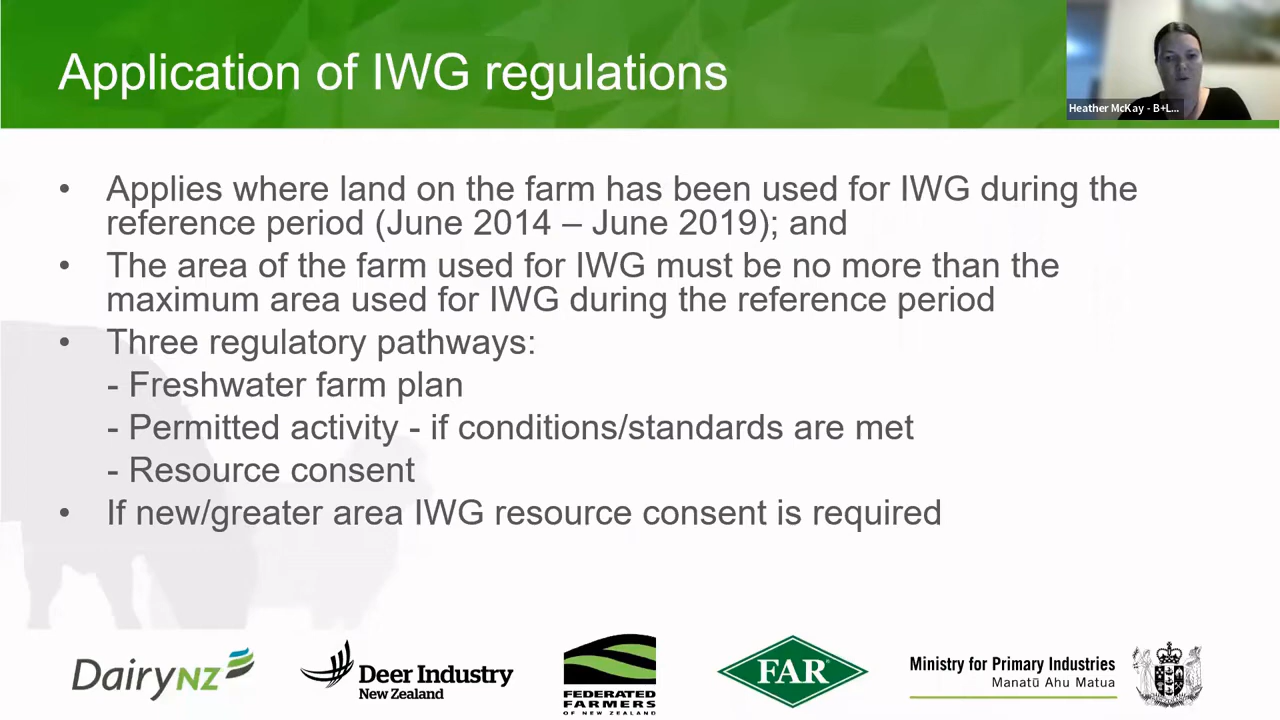 Application of IWG regulations
Heather McKay - B+L...
• Applies where land on the farm has been used for IWG during the
reference period (June 2014 – June 2019); and
• The area of the farm used for IWG must be no more than the
maximum area used for IWG during the reference period
• Three regulatory pathways:
- Freshwater farm plan
- Permitted activity - if conditions/standards are met
- Resource consent
• If new/greater area IWG resource consent is required
DairyNZ
Deer Industry
New Zealand
FEDERATED
FARMERS
OF NEW ZEALAND
FAR®
Ministry for Primary Industries
Manatū Ahu Matua